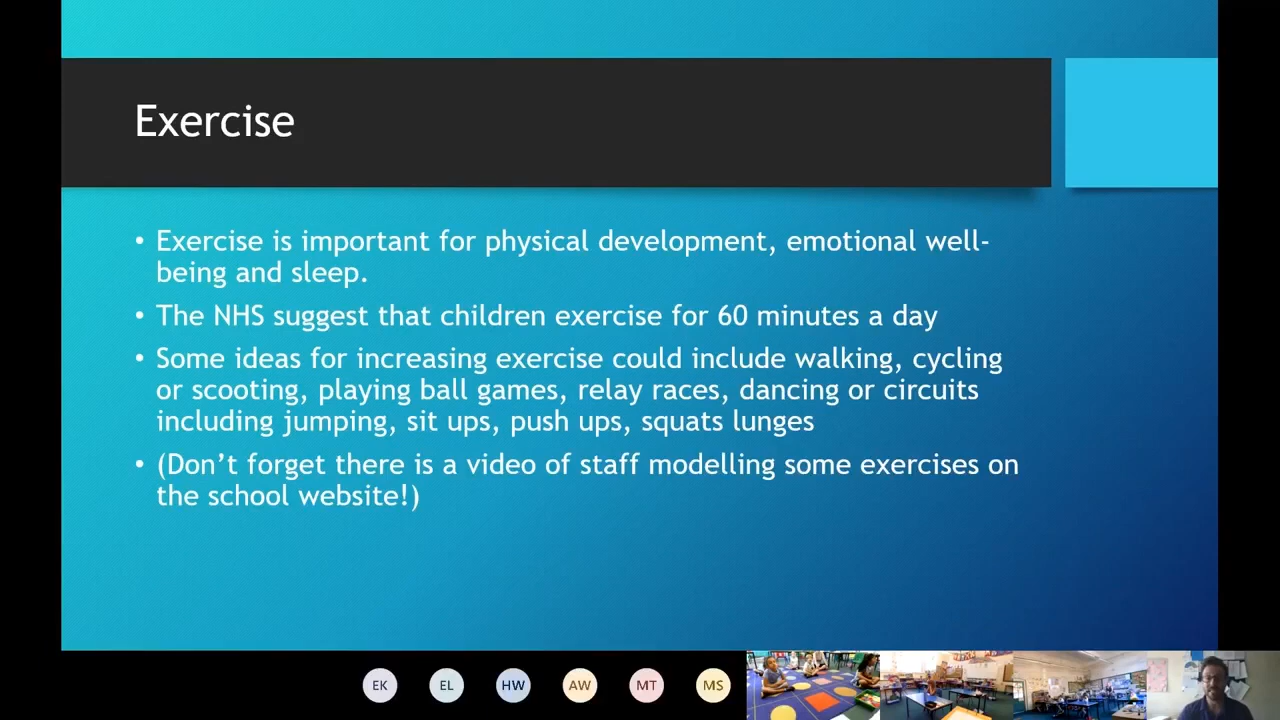 Exercise
• Exercise is important for physical development, emotional well-
being and sleep.
• The NHS suggest that children exercise for 60 minutes a day
• Some ideas for increasing exercise could include walking, cycling
or scooting, playing ball games, relay races, dancing or circuits
including jumping, sit ups, push ups, squats lunges
• (Don’t forget there is a video of staff modelling some exercises on
the school website!)
EK EL HW AW MT MS